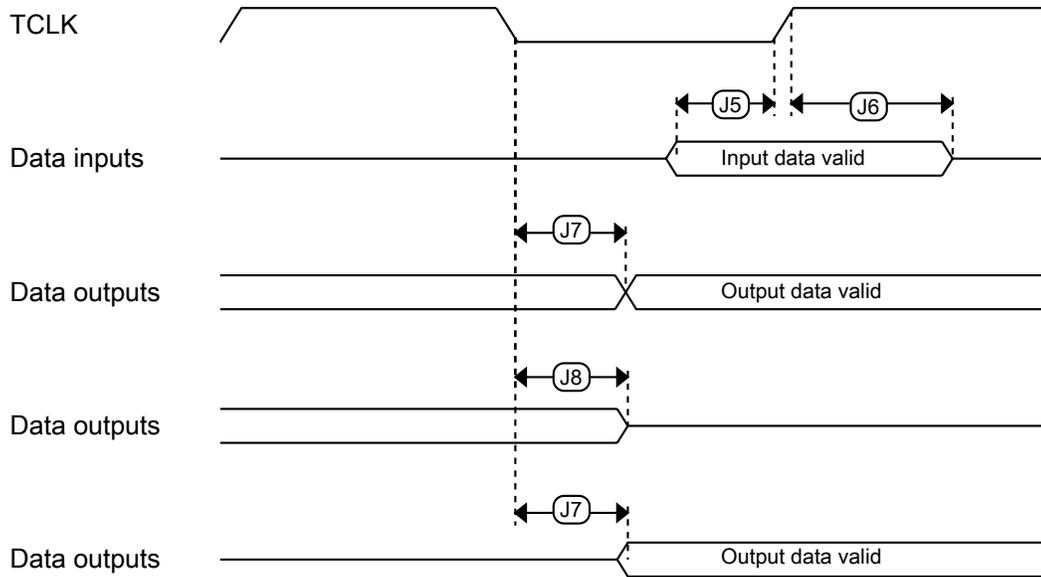 TCLK
J5
J6
Data inputs
Input data valid
J7
Data outputs
Output data valid
J8
Data outputs
J7
Data outputs
Output data valid